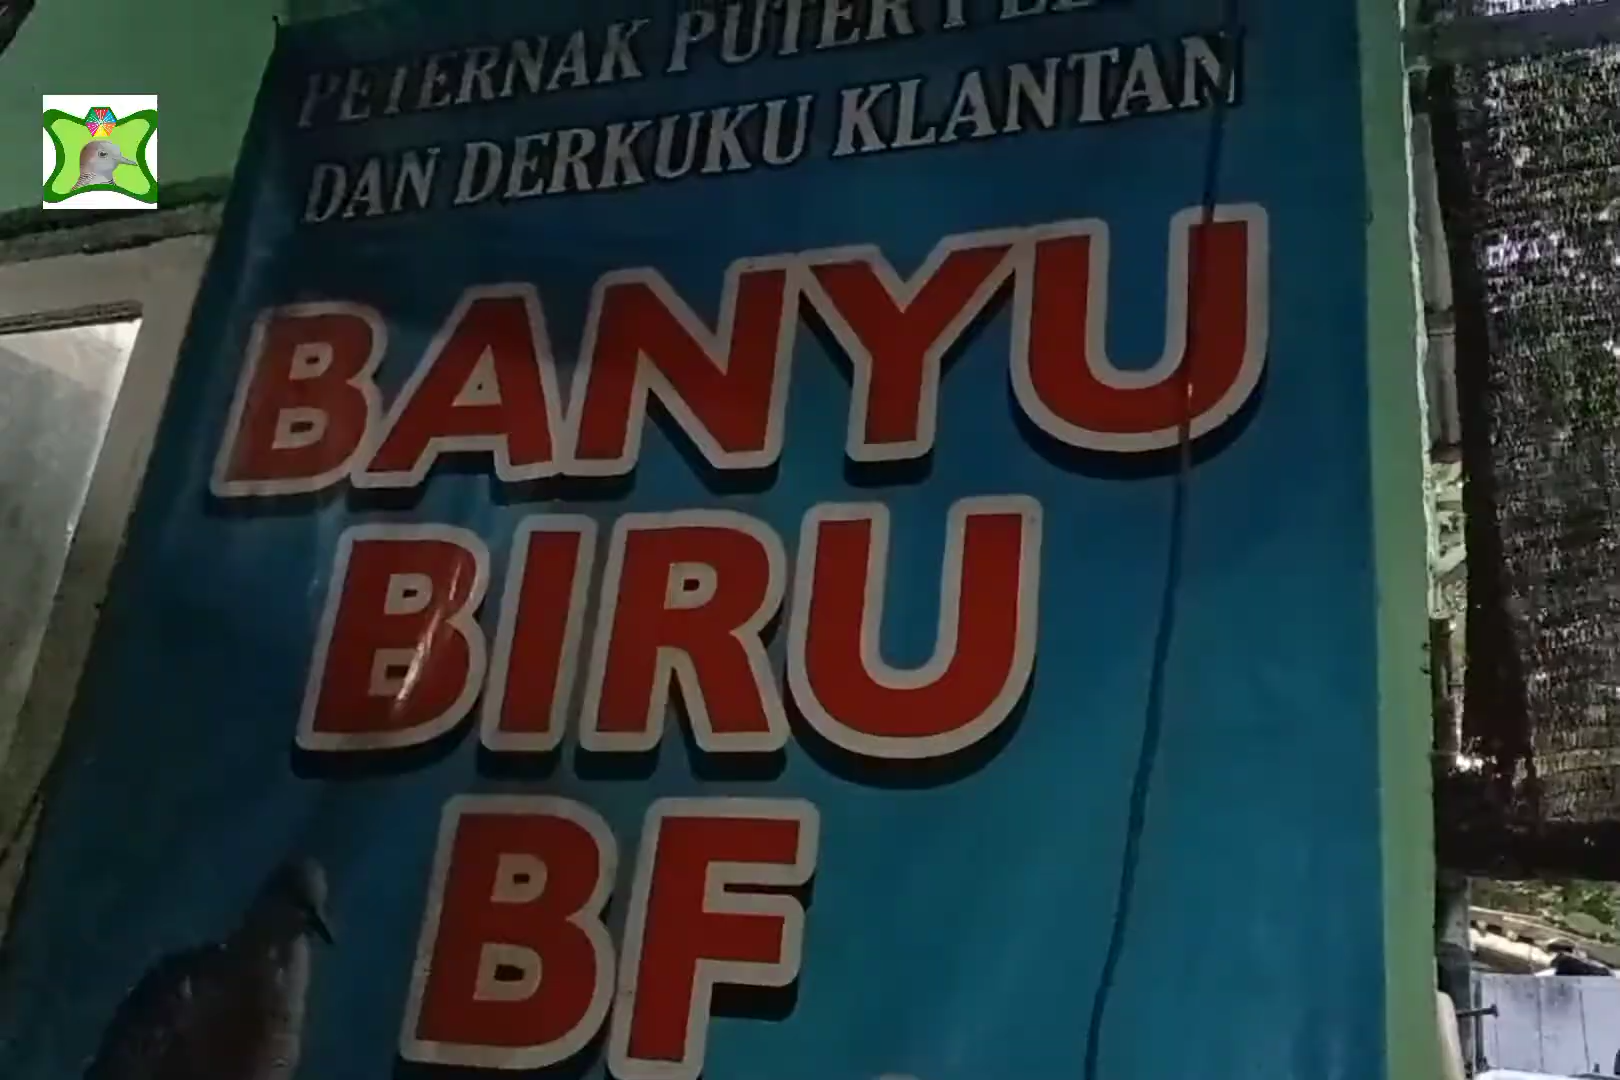 PETERNAK PUTER
DAN DERKUKU KLANTAN
BANYU
BIRU
BF